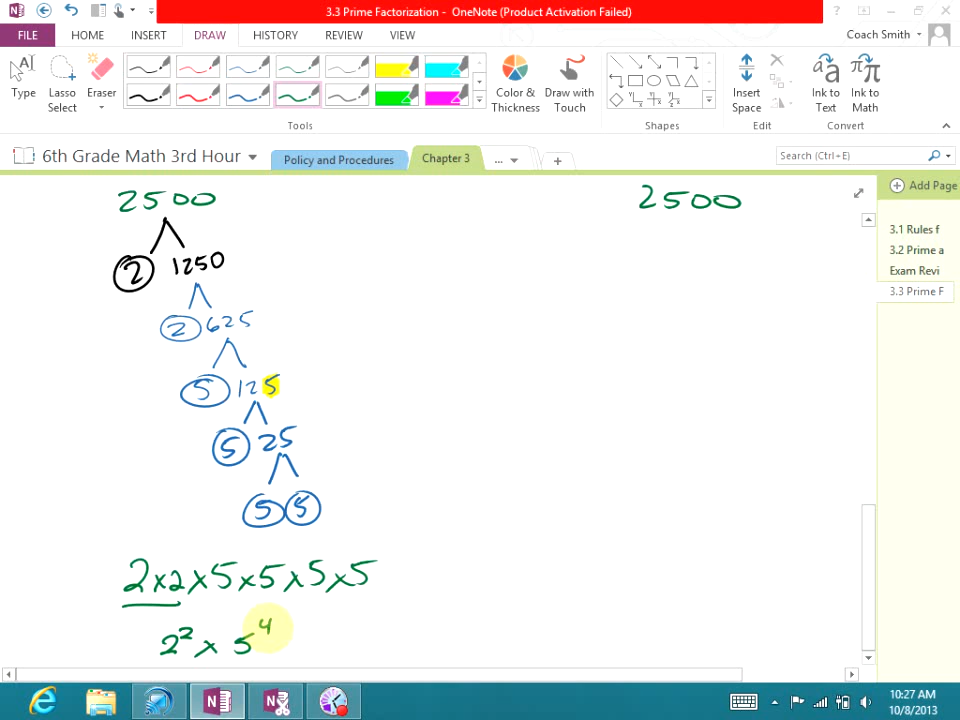 3.3 Prime Factorization - OneNote (Product Activation Failed)
?
FILE HOME INSERT DRAW HISTORY REVIEW VIEW
Coach Smith
Type
Lasso Select
Eraser
Color & Thickness
Draw with Touch
Insert Space
Ink to Text
Ink to Math
Tools Shapes Edit Convert
6th Grade Math 3rd Hour
Policy and Procedures
Chapter 3
...
Search (Ctrl+E)
Add Page
3.1 Rules f
3.2 Prime a
Exam Revi
3.3 Prime F
2500 2500
2 1250
2 625
5 125
5 25
5 5
2x2x5x5x5x5
2² x 5⁴
10:27 AM
10/8/2013